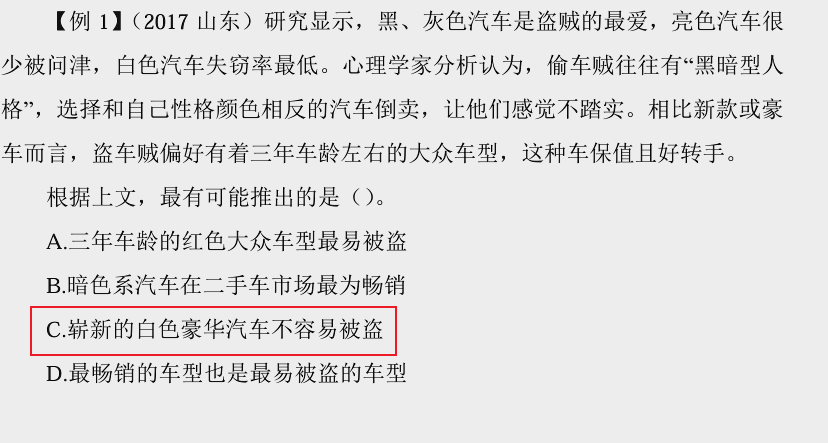 【例 1】（2017 山东）研究显示，黑、灰色汽车是盗贼的最爱，亮色汽车很
少被问津，白色汽车失窃率最低。心理学家分析认为，偷车贼往往有“黑暗型人
格”，选择和自己性格颜色相反的汽车倒卖，让他们感觉不踏实。相比新款或豪
车而言，盗车贼偏好有着三年车龄左右的大众车型，这种车保值且好转手。
根据上文，最有可能推出的是（）。
A.三年车龄的红色大众车型最易被盗
B.暗色系汽车在二手车市场最为畅销
C.崭新的白色豪华汽车不容易被盗
D.最畅销的车型也是最易被盗的车型